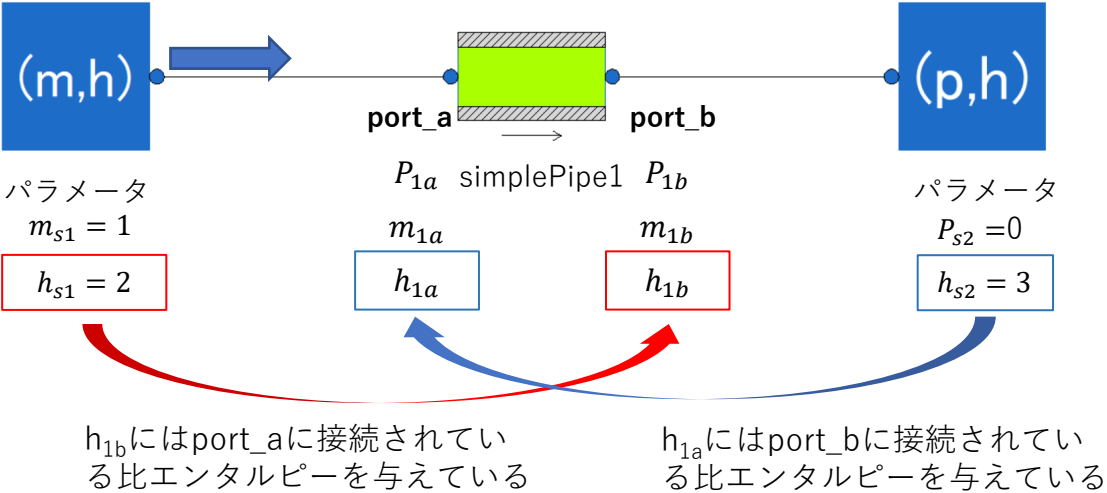 (m,h)
(p,h)
port_a
port_b
P₁ₐ simplePipe1 P₁b
パラメータ
パラメータ
mₛ₁ = 1
m₁ₐ
m₁b
Pₛ₂ =0
hₛ₁ = 2
h₁ₐ
h₁b
hₛ₂ = 3
h₁bにはport_aに接続されてい
る比エンタルピーを与えている
h₁ₐにはport_bに接続されてい
る比エンタルピーを与えている